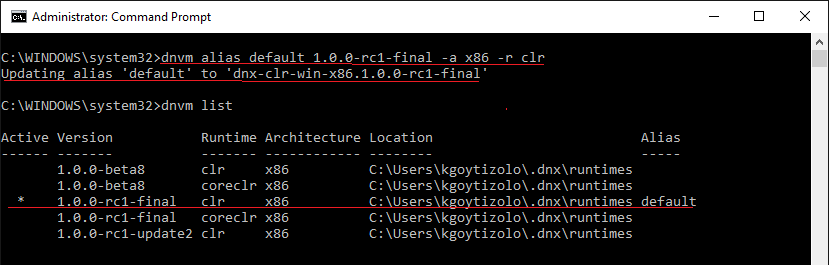 Administrator: Command Prompt
C:\WINDOWS\system32>dnvm alias default 1.0.0-rc1-final -a x86 -r clr
Updating alias 'default' to 'dnx-clr-win-x86.1.0.0-rc1-final'
C:\WINDOWS\system32>dnvm list
Active Version Runtime Architecture Location Alias
------ ------- ------- ------------ -------- -----
1.0.0-beta8 clr x86 C:\Users\kgoytizolo\.dnx\runtimes
1.0.0-beta8 coreclr x86 C:\Users\kgoytizolo\.dnx\runtimes
* 1.0.0-rc1-final clr x86 C:\Users\kgoytizolo\.dnx\runtimes default
1.0.0-rc1-final coreclr x86 C:\Users\kgoytizolo\.dnx\runtimes
1.0.0-rc1-update2 clr x86 C:\Users\kgoytizolo\.dnx\runtimes